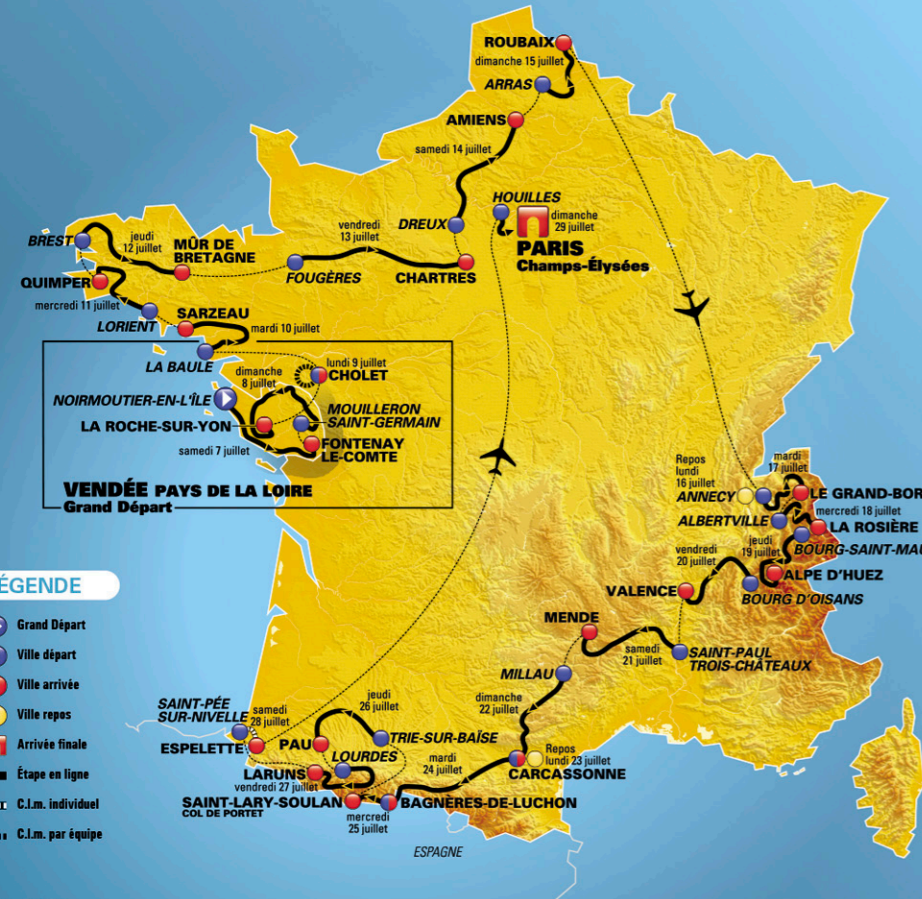 ROUBAIX
dimanche 15 juillet
ARRAS
AMIENS
samedi 14 juillet
HOUILLES
dimanche
29 juillet
PARIS
Champs-Élysées
DREUX
vendredi
13 juillet
jeudi
12 juillet
BREST
MÛR DE
BRETAGNE
FOUGÈRES
CHARTRES
QUIMPER
mercredi 11 juillet
LORIENT
SARZEAU
mardi 10 juillet
LA BAULE
lundi 9 juillet
CHOLET
dimanche
8 juillet
NOIRMOUTIER-EN-L'ÎLE
MOUILLERON
SAINT-GERMAIN
LA ROCHE-SUR-YON
samedi 7 juillet
FONTENAY
LE-COMTE
VENDÉE PAYS DE LA LOIRE
Grand Départ
Repos
lundi
16 juillet
ANNECY
mardi
17 juillet
LE GRAND-BOR
mercredi 18 juillet
ALBERTVILLE
LA ROSIÈRE
jeudi
19 juillet
BOURG-SAINT-MAU
vendredi
20 juillet
ALPE D'HUEZ
VALENCE
BOURG D'OISANS
MENDE
samedi
21 juillet
SAINT-PAUL
TROIS-CHÂTEAUX
MILLAU
dimanche
22 juillet
Repos
lundi 23 juillet
CARCASSONNE
mardi
24 juillet
jeudi
26 juillet
SAINT-PÉE
SUR-NIVELLE
samedi
28 juillet
ESPELETTE
PAU
TRIE-SUR-BAÏSE
LOURDES
LARUNS
vendredi 27 juillet
SAINT-LARY-SOULAN
COL DE PORTET
BAGNÈRES-DE-LUCHON
mercredi
25 juillet
ESPAGNE
ÉGENDE
Grand Départ
Ville départ
Ville arrivée
Ville repos
Arrivée finale
Étape en ligne
C.l.m. individuel
C.l.m. par équipe